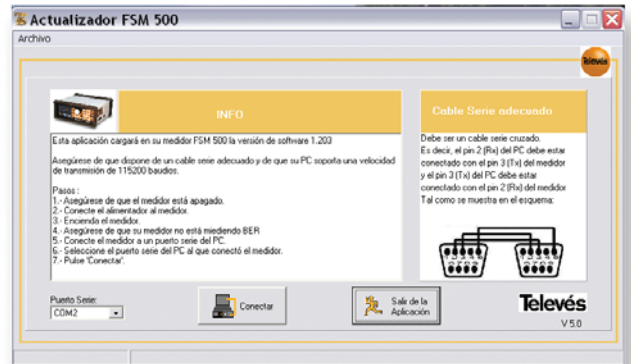 Actualizador FSM 500
Archivo
Televés
INFO
Esta aplicación cargará en su medidor FSM 500 la versión de software 1.203
Asegúrese de que dispone de un cable serie adecuado y de que su PC soporta una velocidad
de transmisión de 115200 baudios.
Pasos :
1.- Asegúrese de que el medidor está apagado.
2.- Conecte el alimentador al medidor.
3.- Encienda el medidor.
4.- Asegúrese de que su medidor no está midiendo BER
5.- Conecte el medidor a un puerto serie del PC.
6.- Seleccione el puerto serie del PC al que conectó el medidor.
7.- Pulse 'Conectar'.
Cable Serie adecuado
Debe ser un cable serie cruzado.
Es decir, el pin 2 (Rx) del PC debe estar
conectado con el pin 3 (Tx) del medidor
y el pin 3 (Tx) del PC debe estar
conectado con el pin 2 (Rx) del medidor
Tal como se muestra en el esquema:
Puerto Serie:
COM2
Conectar
Salir de la
Aplicación
Televés
V 5.0